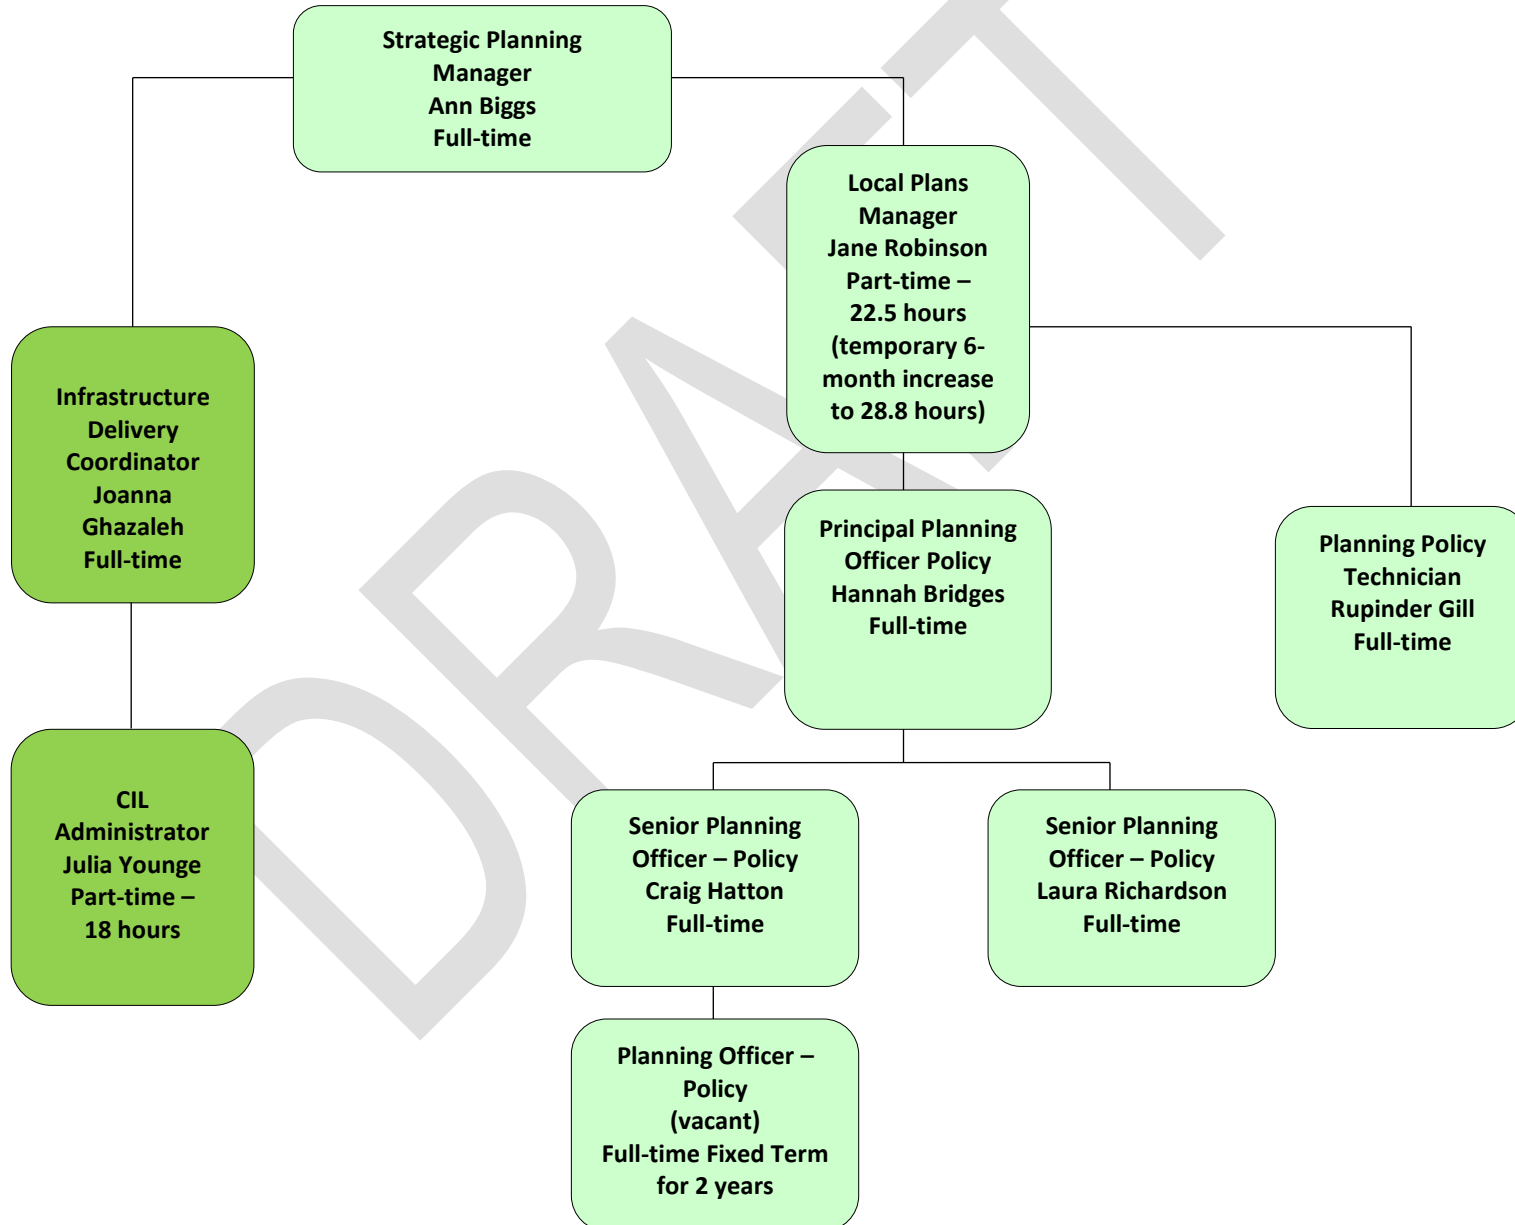 Strategic Planning
Manager
Ann Biggs
Full-time
Local Plans
Manager
Jane Robinson
Part-time –
22.5 hours
(temporary 6-
month increase
to 28.8 hours)
Infrastructure
Delivery
Coordinator
Joanna
Ghazaleh
Full-time
Principal Planning
Officer Policy
Hannah Bridges
Full-time
Planning Policy
Technician
Rupinder Gill
Full-time
CIL
Administrator
Julia Younge
Part-time –
18 hours
Senior Planning
Officer – Policy
Craig Hatton
Full-time
Senior Planning
Officer – Policy
Laura Richardson
Full-time
Planning Officer –
Policy
(vacant)
Full-time Fixed Term
for 2 years
DRAFT